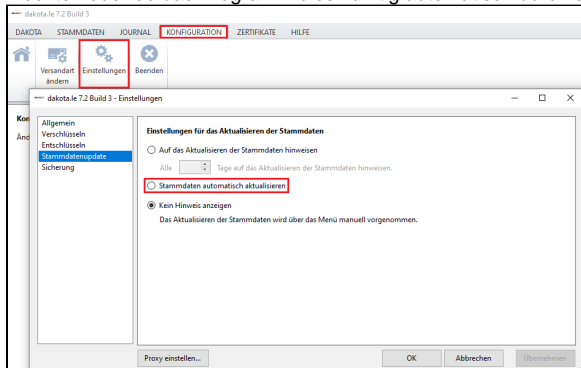 dakota.le 7.2 Build 3
DAKOTA STAMMDATEN JOURNAL KONFIGURATION ZERTIFIKATE HILFE
Versandart ändern
Einstellungen
Beenden
dakota.le 7.2 Build 3 - Einstellungen
Allgemein
Verschlüsseln
Entschlüsseln
Stammdatenupdate
Sicherung
Einstellungen für das Aktualisieren der Stammdaten
Auf das Aktualisieren der Stammdaten hinweisen
Alle Tage auf das Aktualisieren der Stammdaten hinweisen.
Stammdaten automatisch aktualisieren
Kein Hinweis anzeigen
Das Aktualisieren der Stammdaten wird über das Menü manuell vorgenommen.
Proxy einstellen...
OK
Abbrechen
Übernehmen